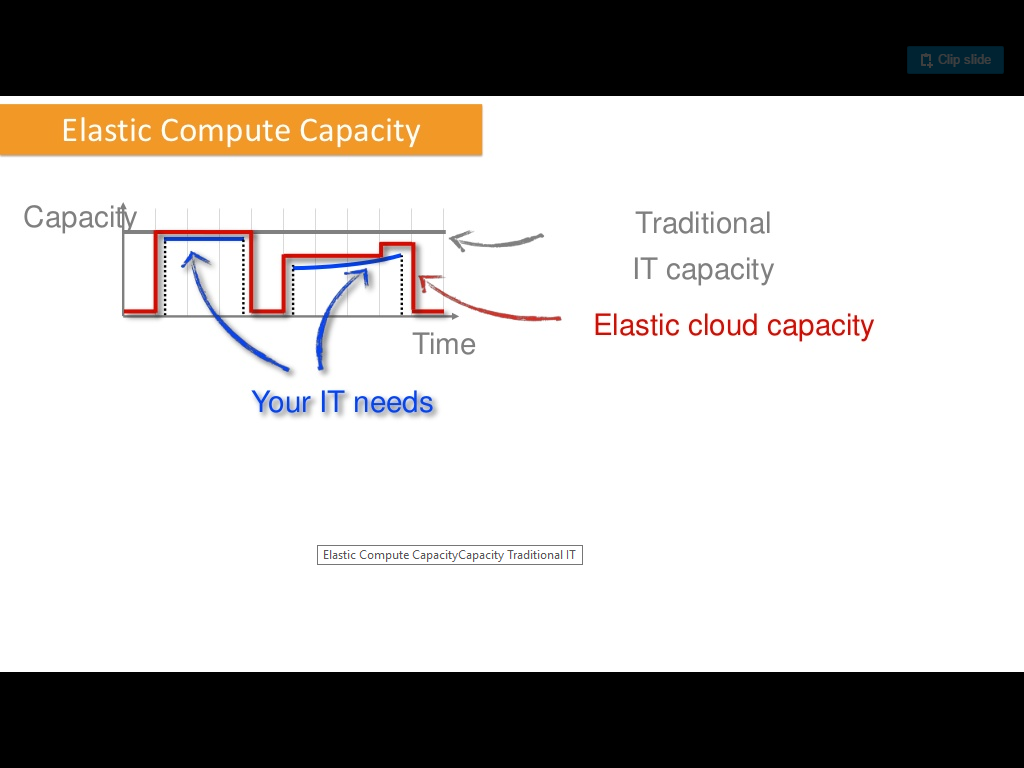 Clip slide
Elastic Compute Capacity
Capacity
Traditional
IT capacity
Elastic cloud capacity
Time
Your IT needs
Elastic Compute CapacityCapacity Traditional IT